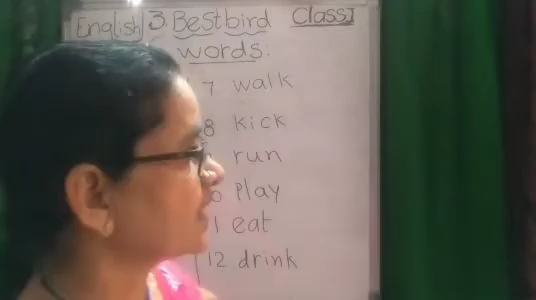 English 3. Best bird Class I
words:
7 walk
8 kick
run
play
eat
12 drink